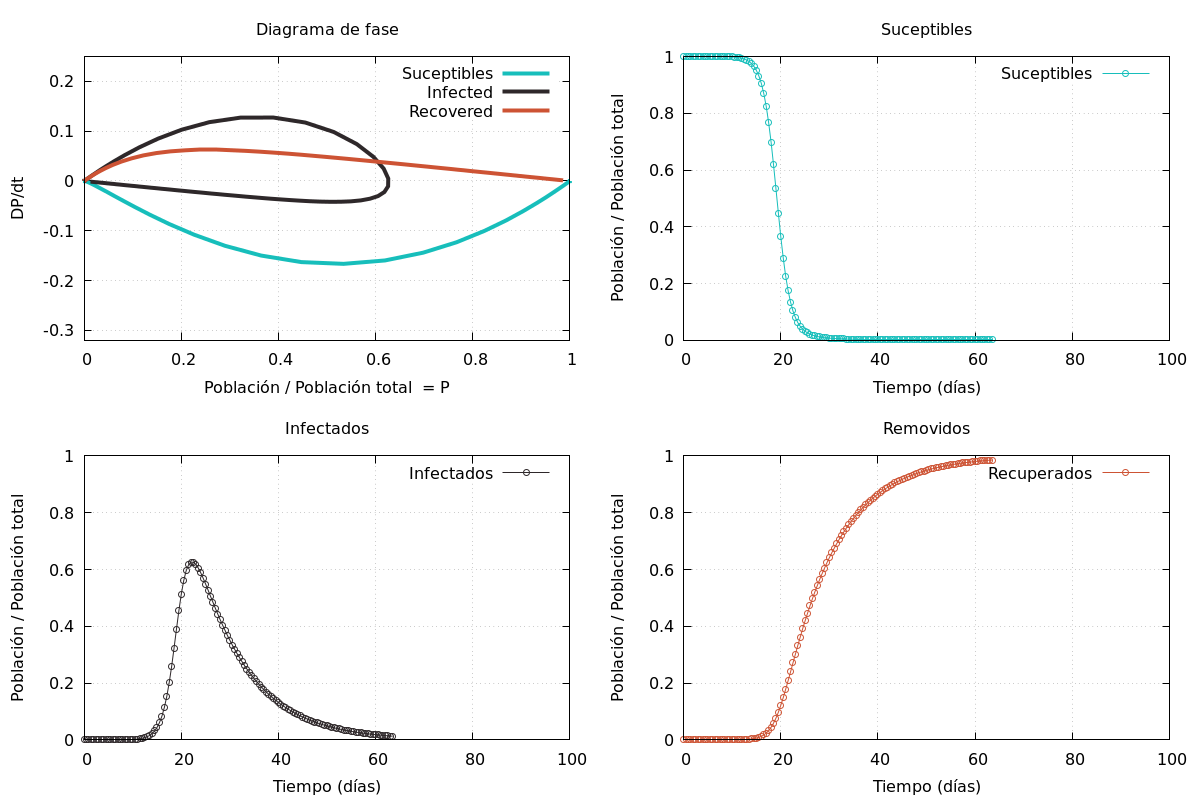 Diagrama de fase
Suceptibles
Infected
Recovered
0.2
0.1
0
-0.1
-0.2
-0.3
DP/dt
0 0.2 0.4 0.6 0.8 1
Población / Población total = P
Suceptibles
Suceptibles
1
0.8
0.6
0.4
0.2
0
Población / Población total
0 20 40 60 80 100
Tiempo (días)
Infectados
Infectados
1
0.8
0.6
0.4
0.2
0
Población / Población total
0 20 40 60 80 100
Tiempo (días)
Removidos
Recuperados
1
0.8
0.6
0.4
0.2
0
Población / Población total
0 20 40 60 80 100
Tiempo (días)